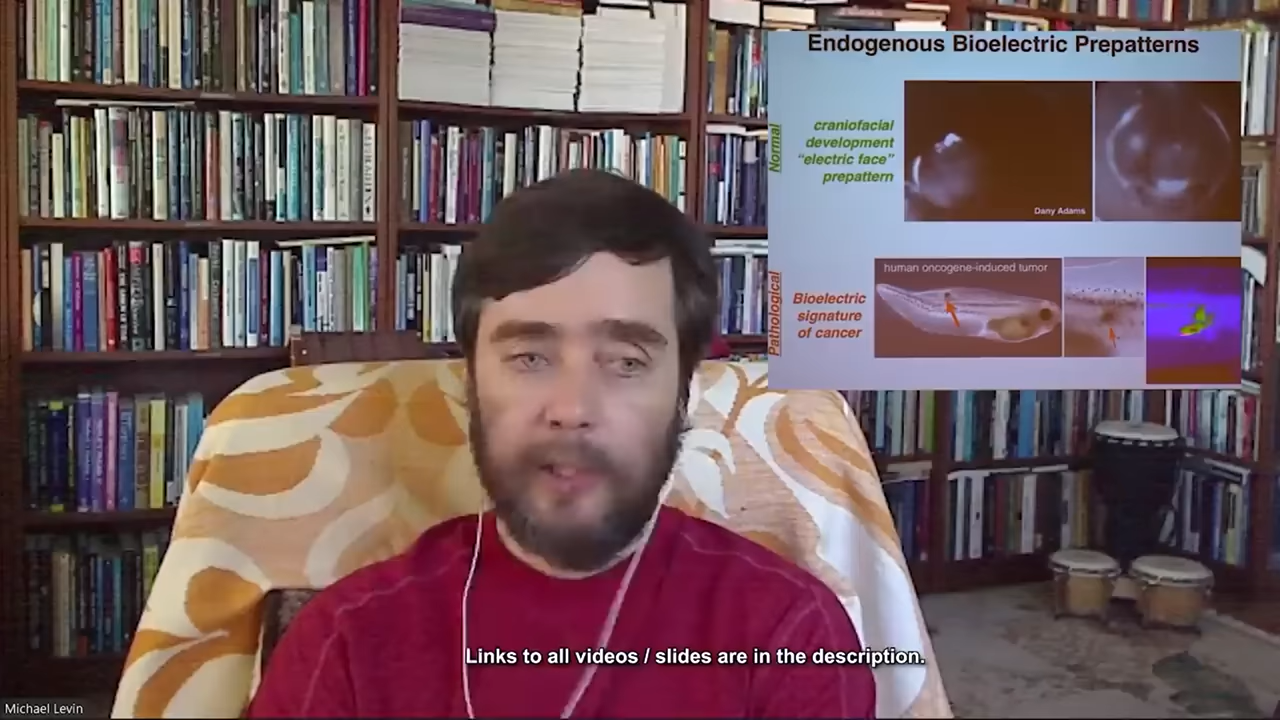 Endogenous Bioelectric Prepatterns
Normal
craniofacial
development
“electric face”
prepattern
Dany Adams
Pathological
Bioelectric
signature
of cancer
human oncogene-induced tumor
Links to all videos / slides are in the description.
Michael Levin